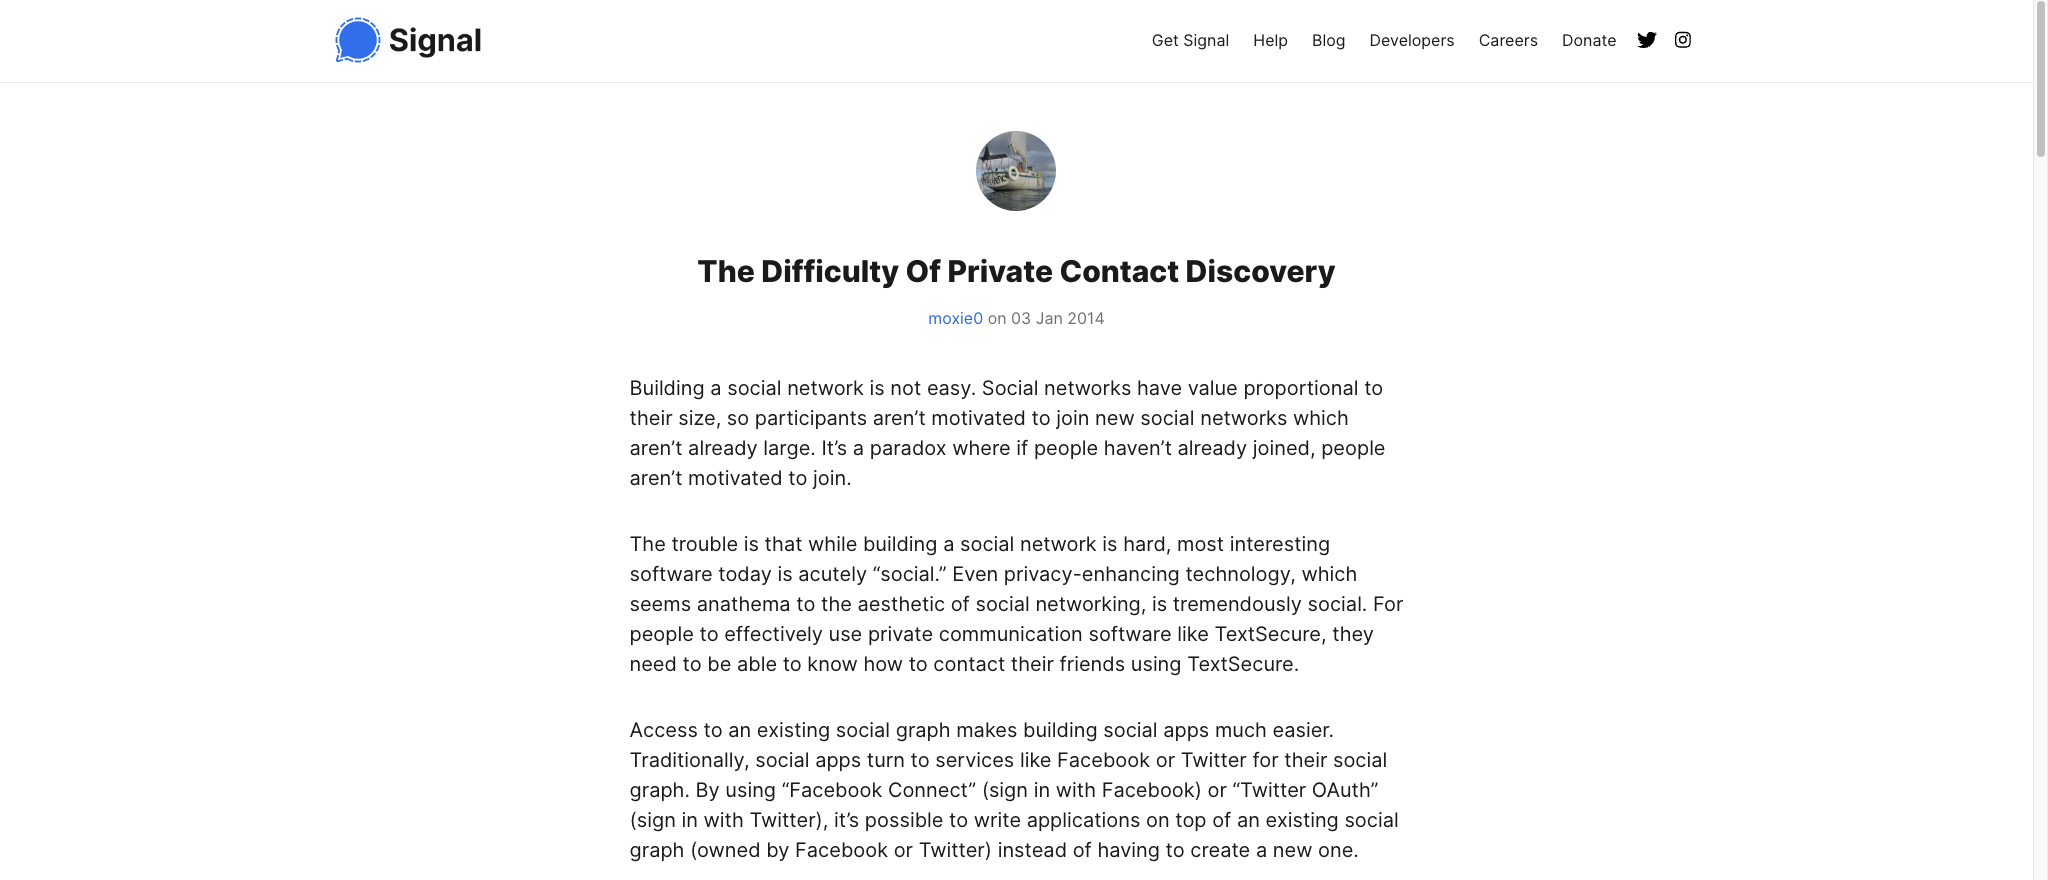 Signal
Get Signal Help Blog Developers Careers Donate
The Difficulty Of Private Contact Discovery
moxie0 on 03 Jan 2014
Building a social network is not easy. Social networks have value proportional to
their size, so participants aren’t motivated to join new social networks which
aren’t already large. It’s a paradox where if people haven’t already joined, people
aren’t motivated to join.
The trouble is that while building a social network is hard, most interesting
software today is acutely “social.” Even privacy-enhancing technology, which
seems anathema to the aesthetic of social networking, is tremendously social. For
people to effectively use private communication software like TextSecure, they
need to be able to know how to contact their friends using TextSecure.
Access to an existing social graph makes building social apps much easier.
Traditionally, social apps turn to services like Facebook or Twitter for their social
graph. By using “Facebook Connect” (sign in with Facebook) or “Twitter OAuth”
(sign in with Twitter), it’s possible to write applications on top of an existing social
graph (owned by Facebook or Twitter) instead of having to create a new one.